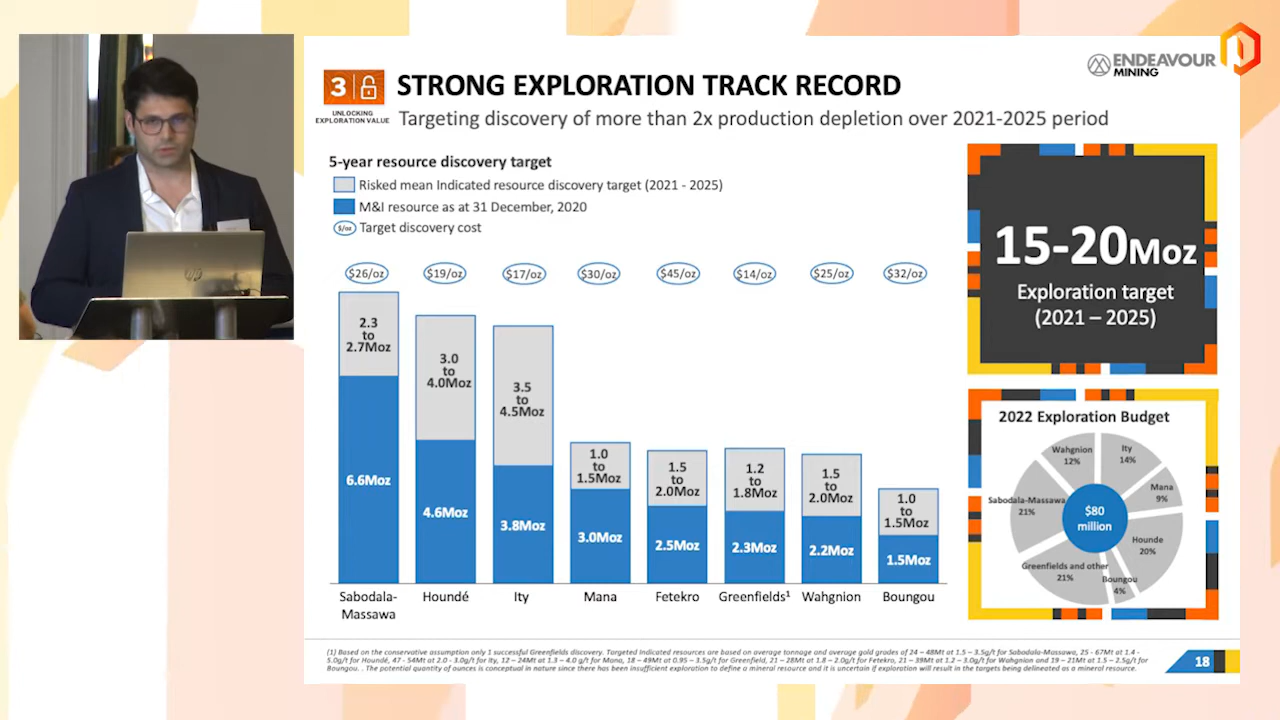 ENDEAVOUR
MINING
3
UNLOCKING
EXPLORATION VALUE
STRONG EXPLORATION TRACK RECORD
Targeting discovery of more than 2x production depletion over 2021-2025 period
5-year resource discovery target
Risked mean Indicated resource discovery target (2021 - 2025)
M&I resource as at 31 December, 2020
$/oz Target discovery cost
$26/oz $19/oz $17/oz $30/oz $45/oz $14/oz $25/oz $32/oz
2.3
to
2.7Moz
6.6Moz
3.0
to
4.0Moz
4.6Moz
3.5
to
4.5Moz
3.8Moz
1.0
to
1.5Moz
3.0Moz
1.5
to
2.0Moz
2.5Moz
1.2
to
1.8Moz
2.3Moz
1.5
to
2.0Moz
2.2Moz
1.0
to
1.5Moz
1.5Moz
Sabodala-
Massawa
Houndé
Ity
Mana
Fetekro
Greenfields¹
Wahgnion
Boungou
15-20Moz
Exploration target
(2021 – 2025)
2022 Exploration Budget
Wahgnion
12%
Ity
14%
Mana
9%
Hounde
20%
Boungou
4%
Greenfields and other
21%
Sabodala-Massawa
21%
$80
million
(1) Based on the conservative assumption only 1 successful Greenfields discovery. Targeted Indicated resources are based on average tonnage and average gold grades of 24 – 48Mt at 1.5 – 3.5g/t for Sabodala-Massawa, 25 - 67Mt at 1.4 -
5.0g/t for Houndé, 47 - 54Mt at 2.0 - 3.0g/t for Ity, 12 – 24Mt at 1.3 – 4.0 g/t for Mana, 18 – 49Mt at 0.95 – 3.5g/t for Greenfield, 21 – 28Mt at 1.8 – 2.0g/t for Fetekro, 21 – 39Mt at 1.2 – 3.0g/t for Wahgnion and 19 – 21Mt at 1.5 – 2.5g/t for
Boungou. . The potential quantity of ounces is conceptual in nature since there has been insufficient exploration to define a mineral resource and it is uncertain if exploration will result in the targets being delineated as a mineral resource.
18